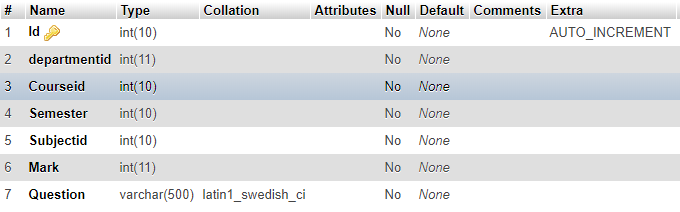 # Name Type Collation Attributes Null Default Comments Extra
1 Id int(10) No None AUTO_INCREMENT
2 departmentid int(11) No None
3 Courseid int(10) No None
4 Semester int(10) No None
5 Subjectid int(10) No None
6 Mark int(11) No None
7 Question varchar(500) latin1_swedish_ci No None